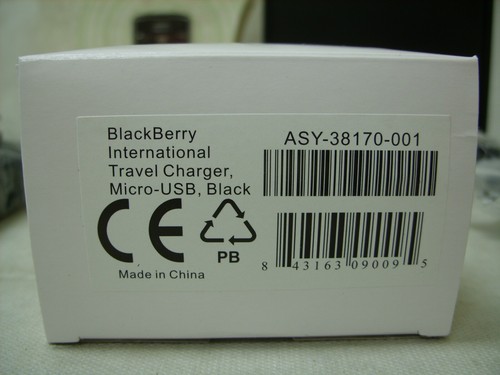 BlackBerry
International
Travel Charger,
Micro-USB, Black
ASY-38170-001
CE
PB
8 43163 09009 5
Made in China